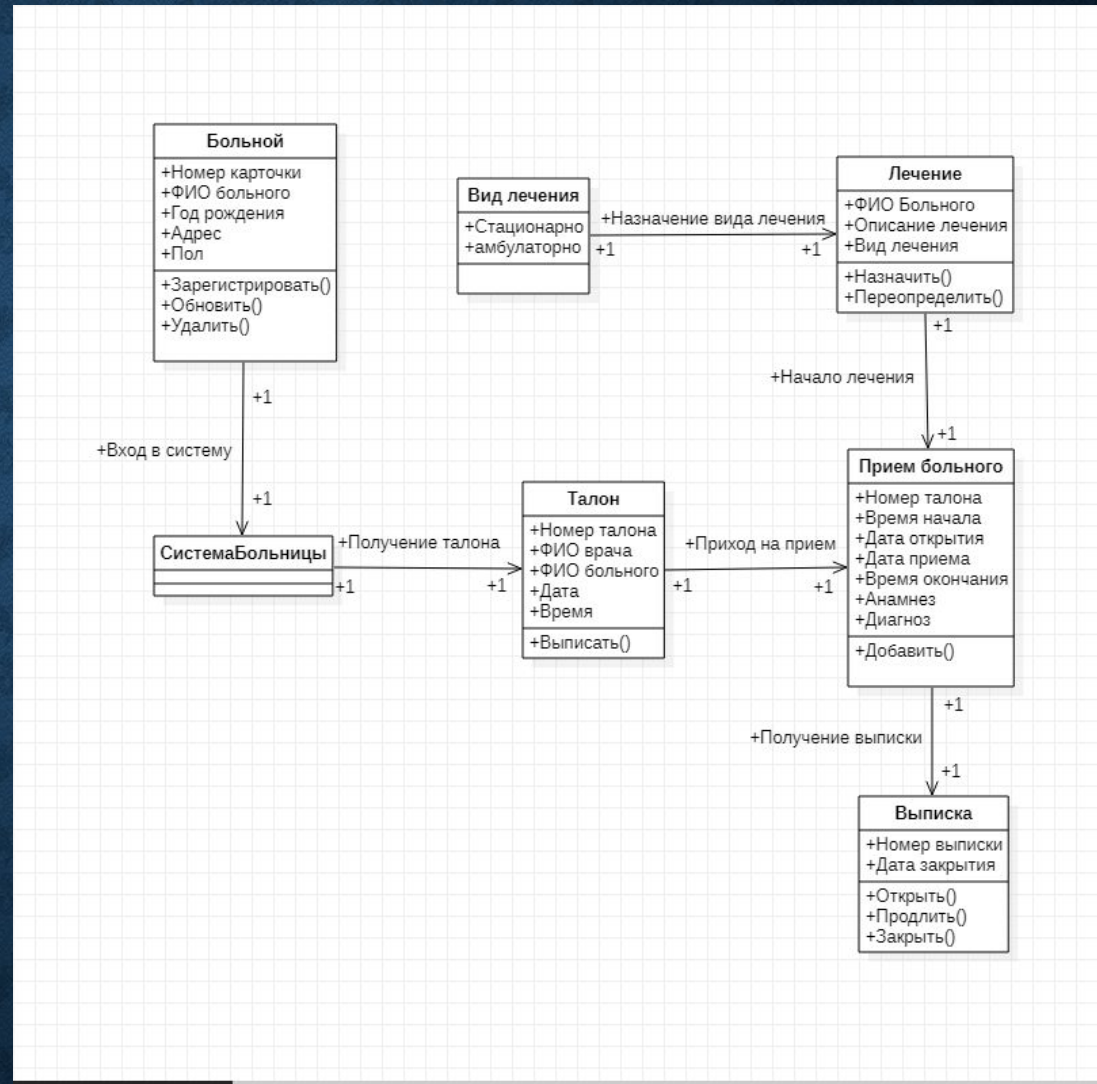 Больной
+Номер карточки
+ФИО больного
+Год рождения
+Адрес
+Пол
+Зарегистрировать()
+Обновить()
+Удалить()
Вид лечения
+Стационарно
+амбулаторно
+Назначение вида лечения
+1
+1
Лечение
+ФИО Больного
+Описание лечения
+Вид лечения
+Назначить()
+Переопределить()
+1
+Начало лечения
+1
+1
+Вход в систему
+1
СистемаБольницы
+Получение талона
+1
+1
Талон
+Номер талона
+ФИО врача
+ФИО больного
+Дата
+Время
+Выписать()
+Приход на прием
+1
+1
Прием больного
+Номер талона
+Время начала
+Дата открытия
+Дата приема
+Время окончания
+Анамнез
+Диагноз
+Добавить()
+1
+Получение выписки
+1
Выписка
+Номер выписки
+Дата закрытия
+Открыть()
+Продлить()
+Закрыть()